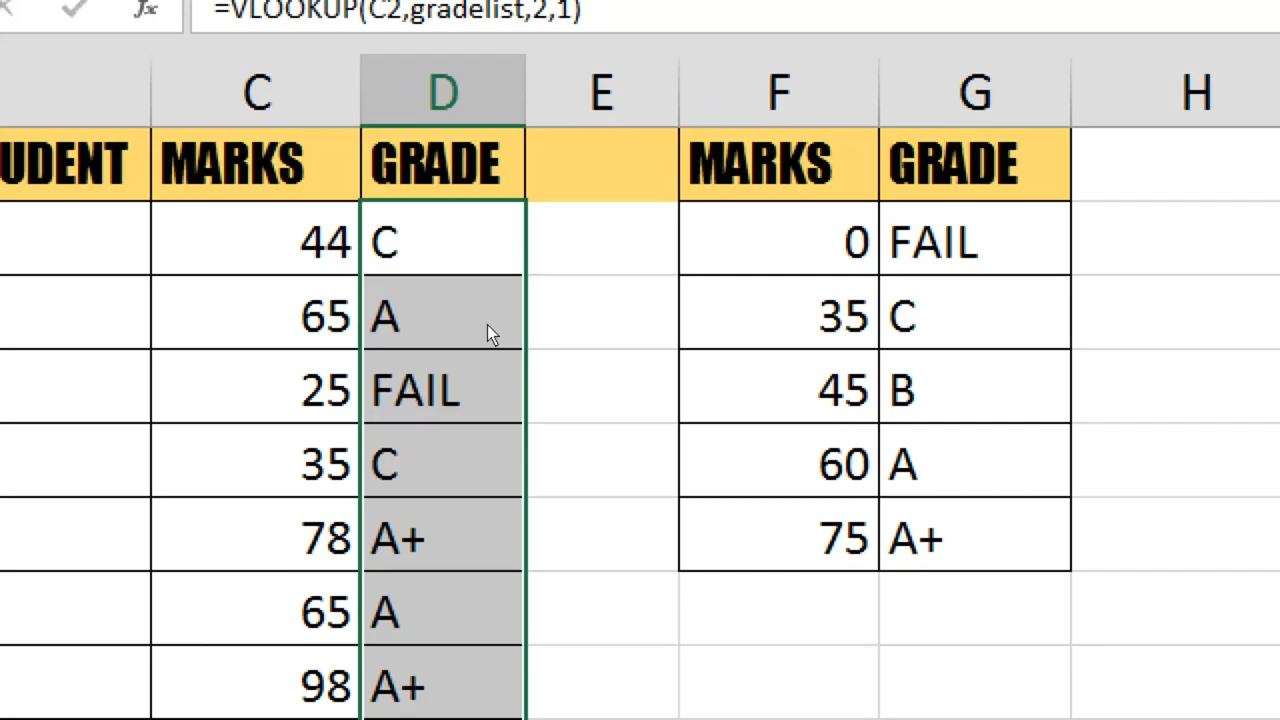 fx =VLOOKUP(C2,gradelist,2,1)
C D E F G H
UDENT MARKS GRADE MARKS GRADE
44 C 0 FAIL
65 A 35 C
25 FAIL 45 B
35 C 60 A
78 A+ 75 A+
65 A
98 A+